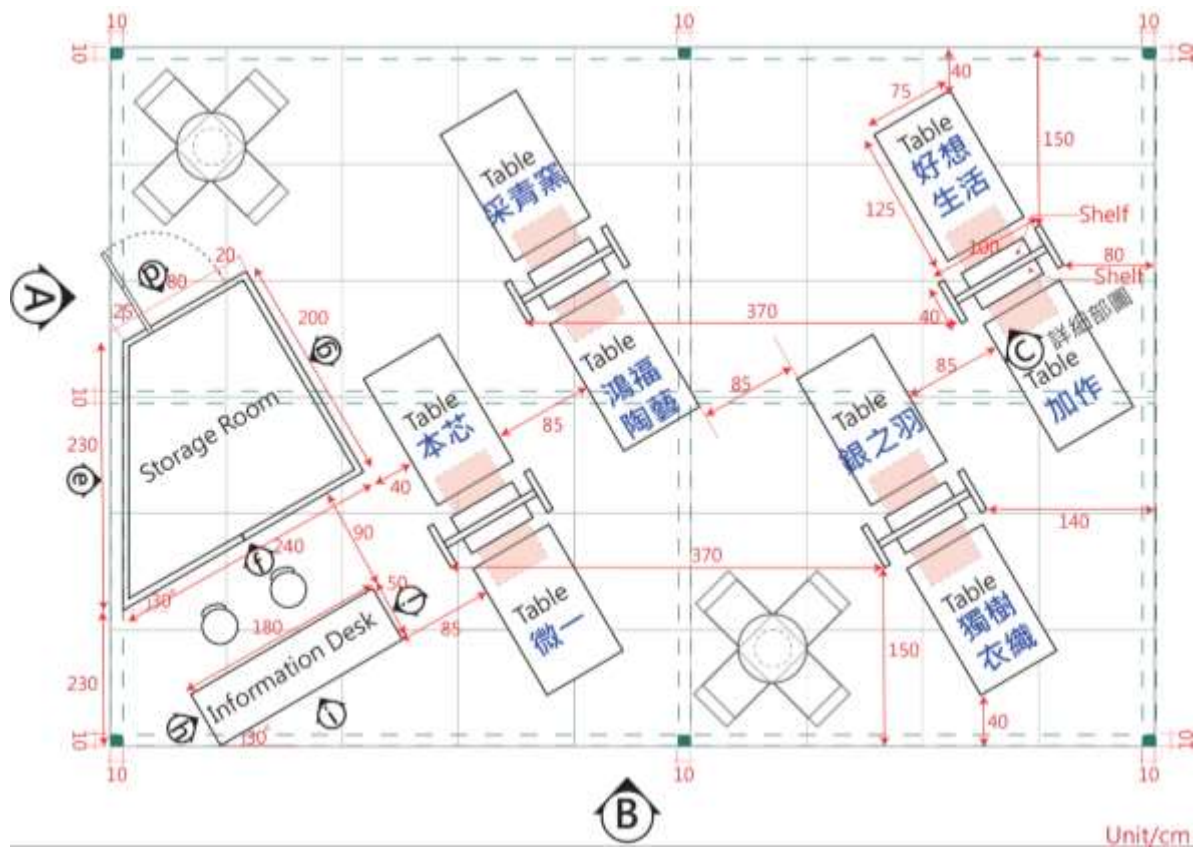 10
10
10
10
10
40
75
150
Table
好想
生活
Table
采青窯
125
Shelf
100
80
Shelf
20
d
80
A
25
200
g
370
40
C
詳細部圖
Table
鴻福
陶藝
Table
加作
85
85
85
10
230
Storage Room
Table
本芯
Table
銀之羽
e
40
140
90
240
f
370
50
j
30°
180
85
Table
微一
Table
獨樹
衣織
150
230
Information Desk
h
i
30°
40
10
10
10
10
10
B
Unit/cm